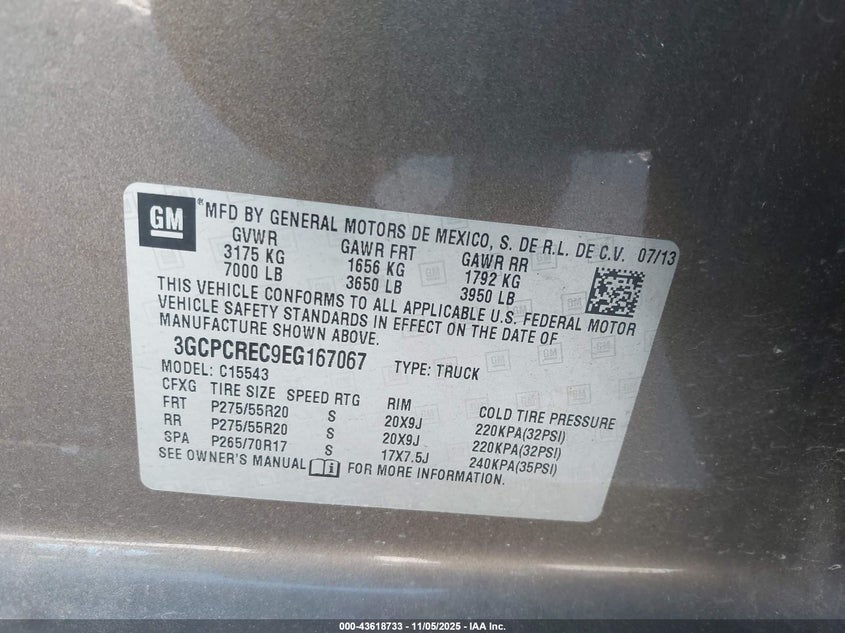 GM ® MFD BY GENERAL MOTORS DE MEXICO, S. DE R.L. DE C.V. 07/13
GVWR GAWR FRT GAWR RR
3175 KG 1656 KG 1792 KG
7000 LB 3650 LB 3950 LB
THIS VEHICLE CONFORMS TO ALL APPLICABLE U.S. FEDERAL MOTOR
VEHICLE SAFETY STANDARDS IN EFFECT ON THE DATE OF
MANUFACTURE SHOWN ABOVE.
3GCPCREC9EG167067 TYPE: TRUCK
MODEL: C15543
CFXG TIRE SIZE SPEED RTG RIM COLD TIRE PRESSURE
FRT P275/55R20 S 20X9J 220KPA(32PSI)
RR P275/55R20 S 20X9J 220KPA(32PSI)
SPA P265/70R17 S 17X7.5J 240KPA(35PSI)
SEE OWNER'S MANUAL i FOR MORE INFORMATION.
000-43618733 - 11/05/2025 - IAA Inc.